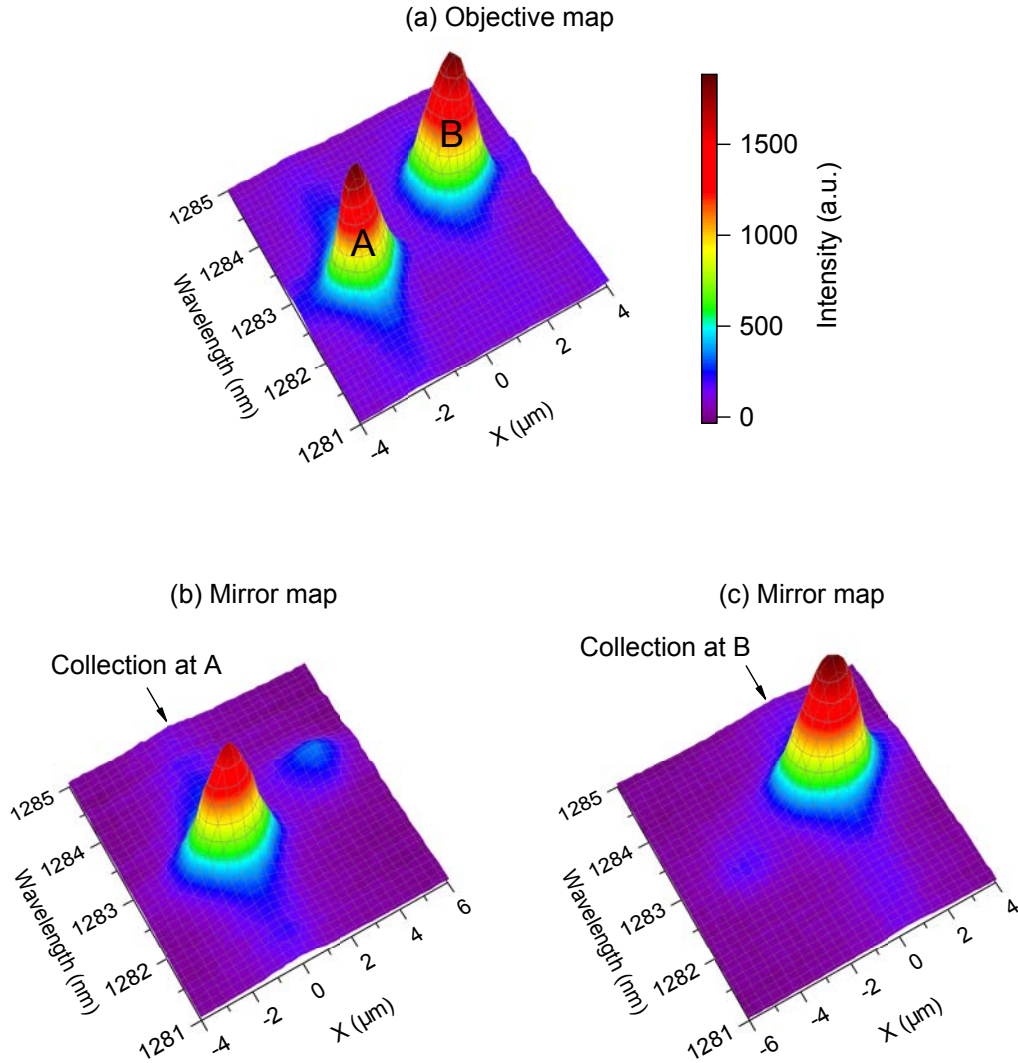 (a) Objective map
B
A
1285
1284
1283
1282
1281
Wavelength (nm)
-4
-2
0
2
4
X (µm)
1500
1000
500
0
Intensity (a.u.)
(b) Mirror map
Collection at A
1285
1284
1283
1282
1281
Wavelength (nm)
-4
-2
0
2
4
6
X (µm)
(c) Mirror map
Collection at B
1285
1284
1283
1282
1281
Wavelength (nm)
-6
-4
-2
0
2
4
X (µm)